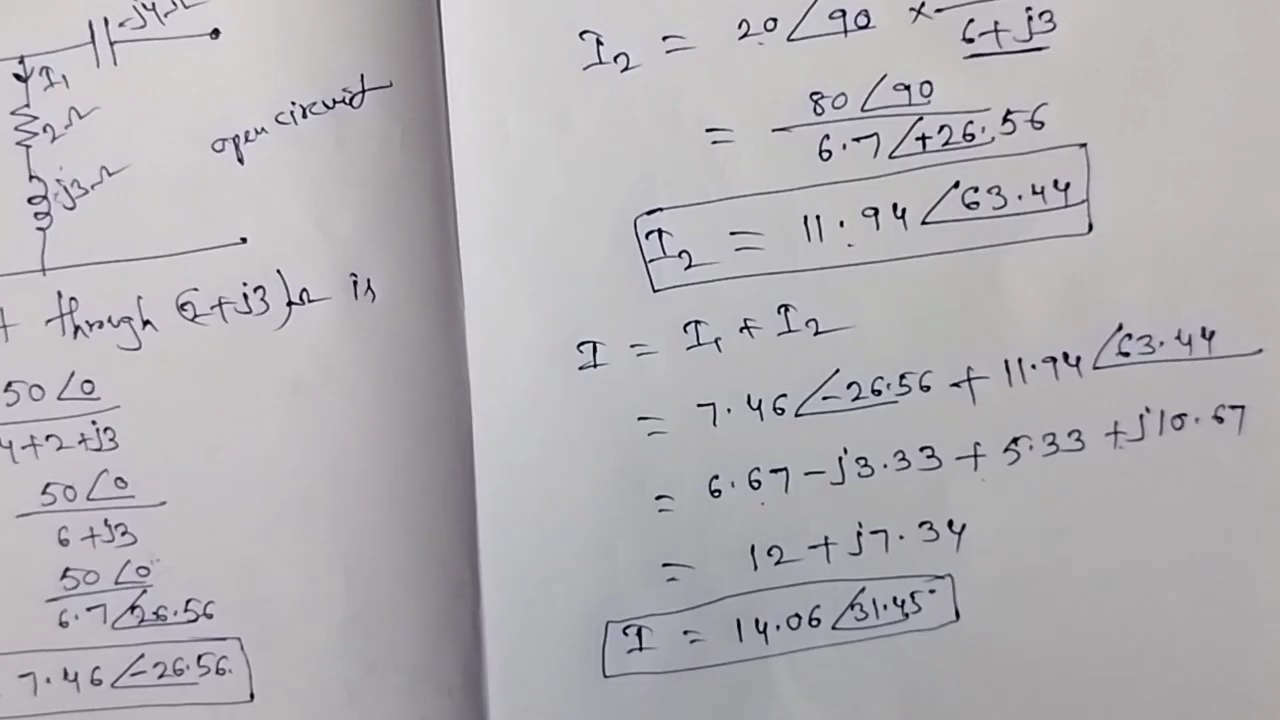 -j4Ω
I₁
2Ω
j3Ω
open circuit
through (2+j3)Ω is
50∠0
4+2+j3
50∠0
6+j3
50∠0
6.7∠26.56
7.46∠-26.56
I₂ = 20∠90 ×
6+j3
= 80∠90
6.7∠+26.56
I₂ = 11.94∠63.44
I = I₁ + I₂
= 7.46∠-26.56 + 11.94∠63.44
= 6.67-j3.33 + 5.33 + j10.67
= 12 + j7.34
I = 14.06∠31.45°